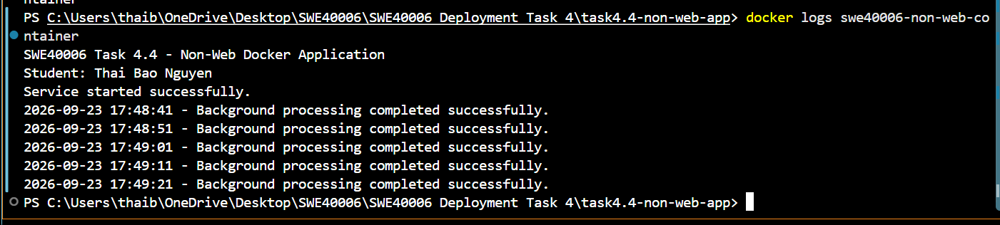 PS C:\Users\thaib\OneDrive\Desktop\SWE40006\SWE40006 Deployment Task 4\task4.4-non-web-app> docker logs swe40006-non-web-co
ntainer
SWE40006 Task 4.4 - Non-Web Docker Application
Student: Thai Bao Nguyen
Service started successfully.
2026-09-23 17:48:41 - Background processing completed successfully.
2026-09-23 17:48:51 - Background processing completed successfully.
2026-09-23 17:49:01 - Background processing completed successfully.
2026-09-23 17:49:11 - Background processing completed successfully.
2026-09-23 17:49:21 - Background processing completed successfully.
PS C:\Users\thaib\OneDrive\Desktop\SWE40006\SWE40006 Deployment Task 4\task4.4-non-web-app>